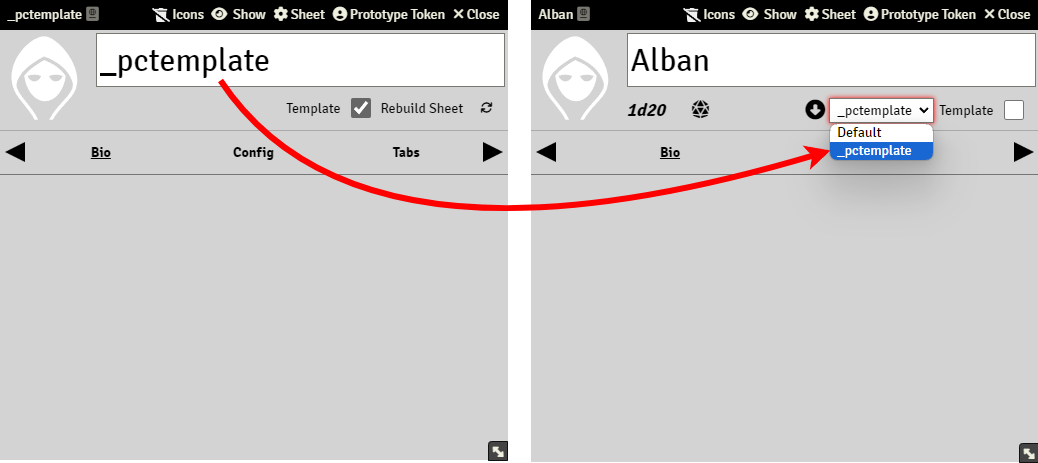 _pctemplate Icons Show Sheet Prototype Token Close
_pctemplate
Template Rebuild Sheet
Bio Config Tabs
Alban Icons Show Sheet Prototype Token Close
Alban
1d20 _pctemplate Template
Default
_pctemplate
Bio